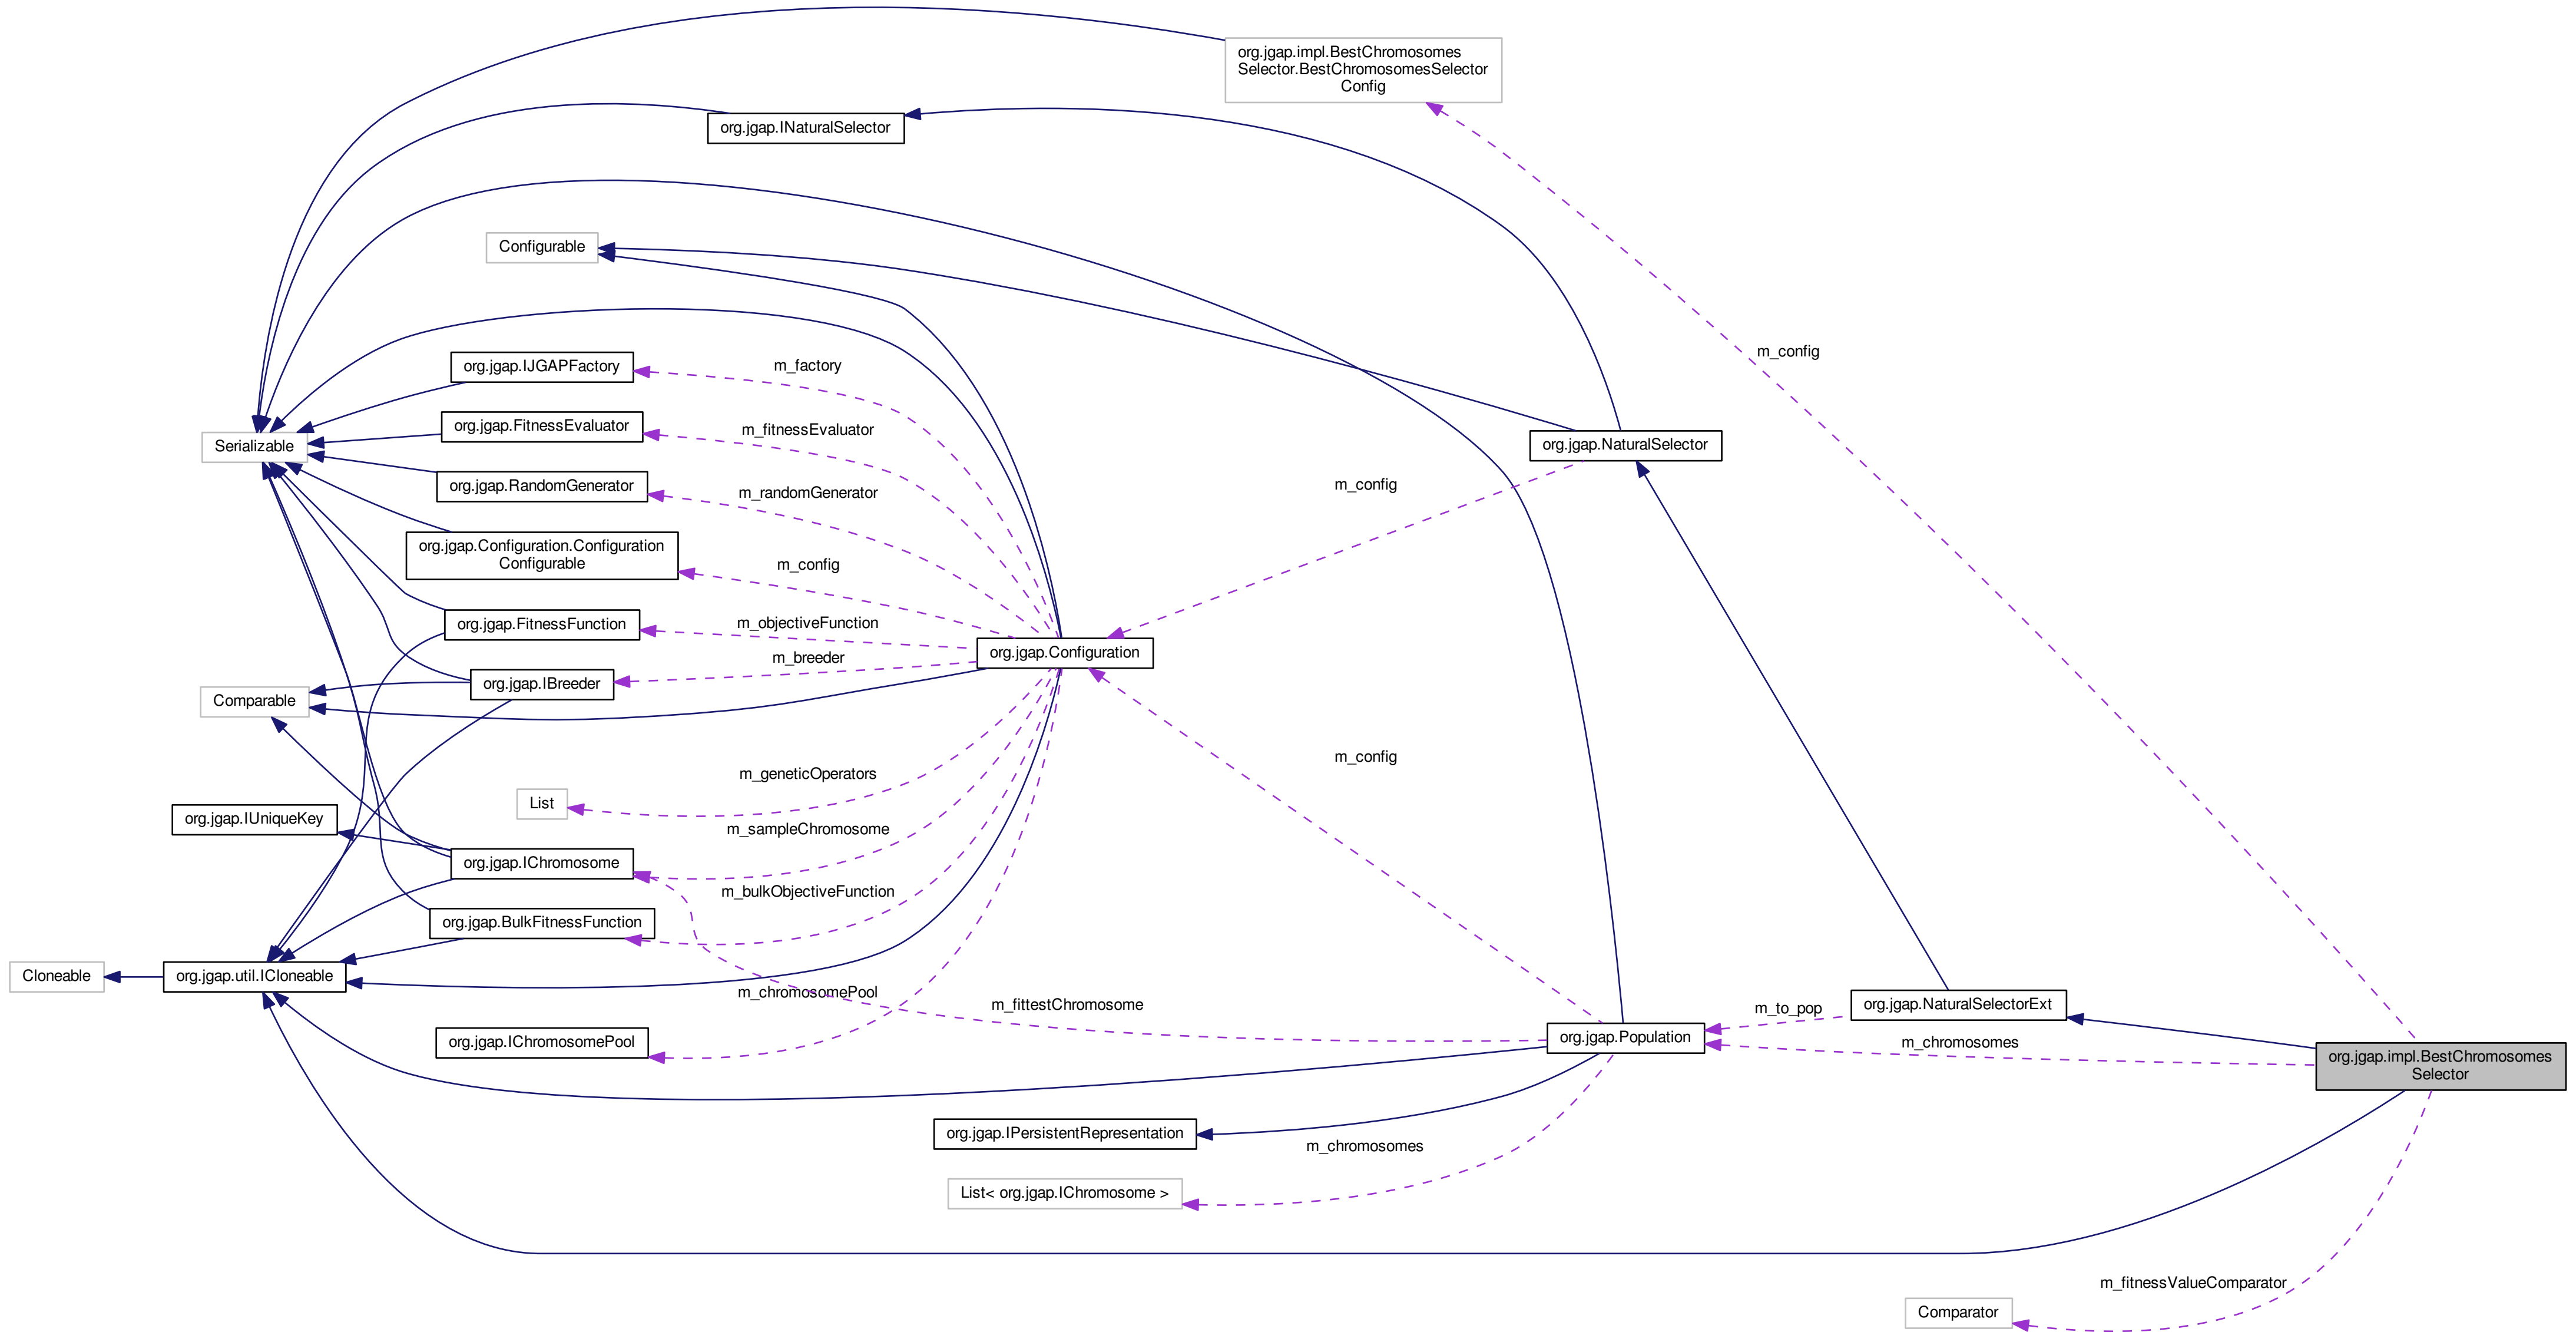 org.jgap.impl.BestChromosomes
Selector.BestChromosomesSelector
Config
org.jgap.INaturalSelector
Configurable
m_config
org.jgap.IJGAPFactory
m_factory
org.jgap.FitnessEvaluator
m_fitnessEvaluator
Serializable
org.jgap.NaturalSelector
org.jgap.RandomGenerator
m_randomGenerator
m_config
org.jgap.Configuration.Configuration
Configurable
m_config
org.jgap.FitnessFunction
m_objectiveFunction
org.jgap.Configuration
m_breeder
org.jgap.IBreeder
Comparable
m_config
m_geneticOperators
List
org.jgap.IUniqueKey
m_sampleChromosome
org.jgap.IChromosome
m_bulkObjectiveFunction
org.jgap.BulkFitnessFunction
Cloneable
org.jgap.util.ICloneable
m_chromosomePool
m_fittestChromosome
org.jgap.NaturalSelectorExt
m_to_pop
org.jgap.IChromosomePool
org.jgap.Population
m_chromosomes
org.jgap.impl.BestChromosomes
Selector
org.jgap.IPersistentRepresentation
m_chromosomes
List< org.jgap.IChromosome >
m_fitnessValueComparator
Comparator